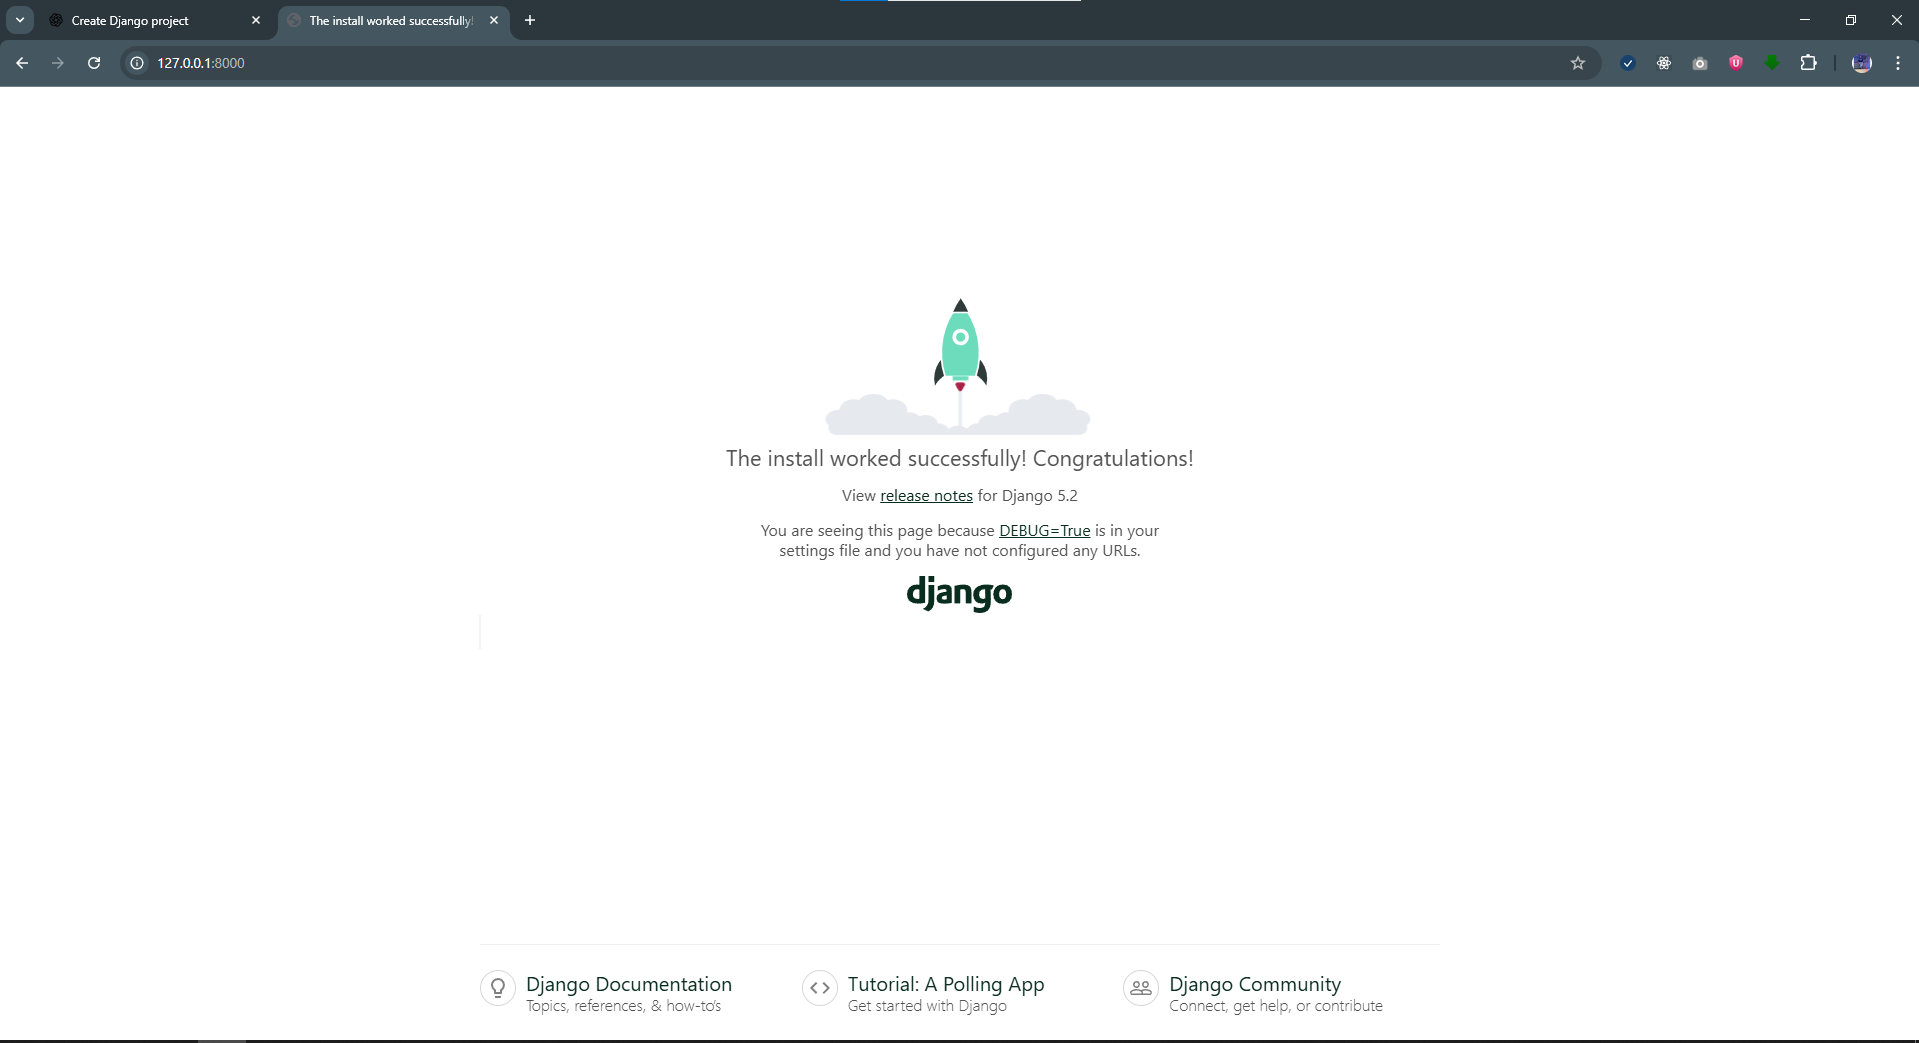 Create Django project
The install worked successfully!
127.0.0.1:8000
The install worked successfully! Congratulations!
View release notes for Django 5.2
You are seeing this page because DEBUG=True is in your
settings file and you have not configured any URLs.
django
Django Documentation
Topics, references, & how-to's
Tutorial: A Polling App
Get started with Django
Django Community
Connect, get help, or contribute